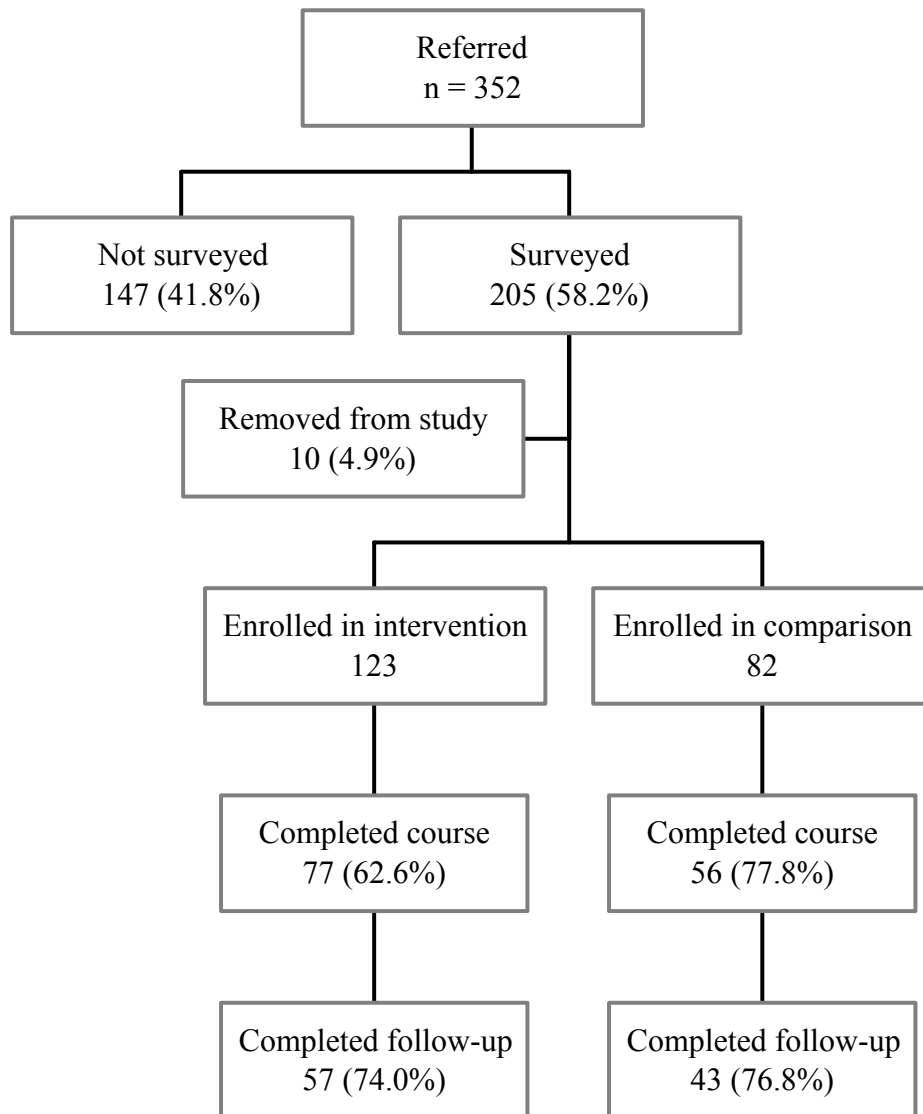 Referred
n = 352
Not surveyed
147 (41.8%)
Surveyed
205 (58.2%)
Removed from study
10 (4.9%)
Enrolled in intervention
123
Enrolled in comparison
82
Completed course
77 (62.6%)
Completed course
56 (77.8%)
Completed follow-up
57 (74.0%)
Completed follow-up
43 (76.8%)